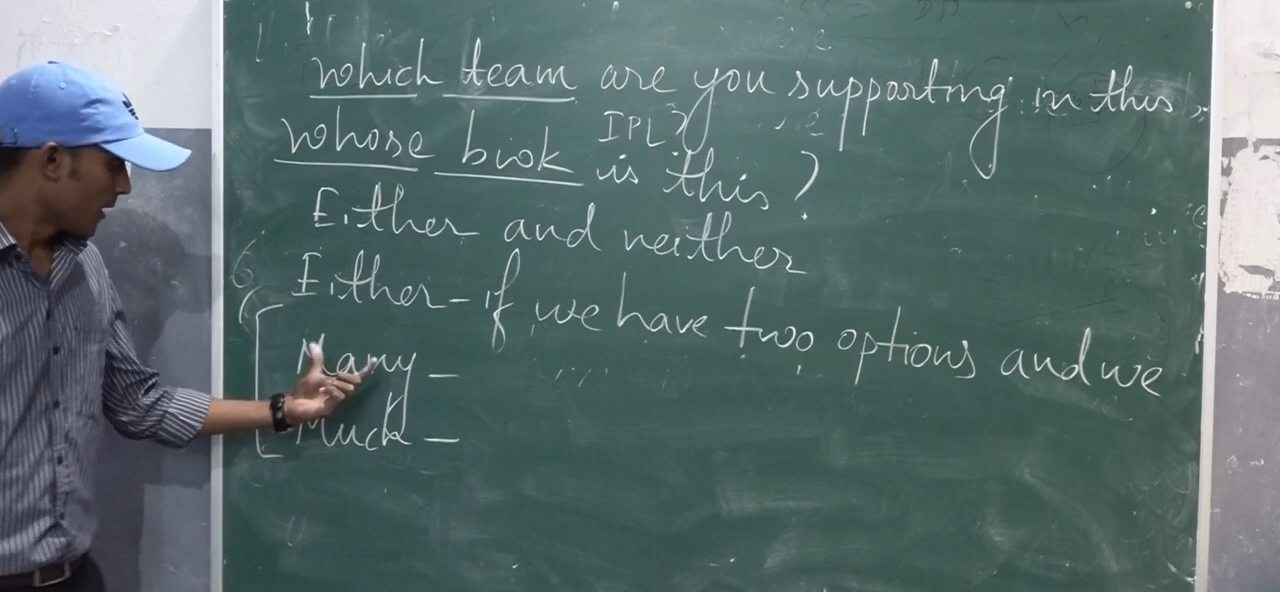 which team are you supporting in this
IPL?
whose book is this?
Either and neither
Either - if we have two options and we
Many -
Much -